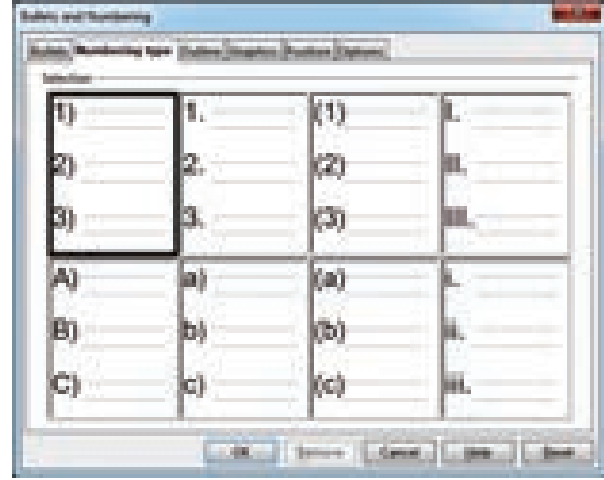 Bullets and Numbering
Bullets Numbering type Outline Graphics Position Options
Selection
1) 1. (1) I.
2) 2. (2) II.
3) 3. (3) III.
A) a) (a) i.
B) b) (b) ii.
C) c) (c) iii.
OK Remove Cancel Help Reset